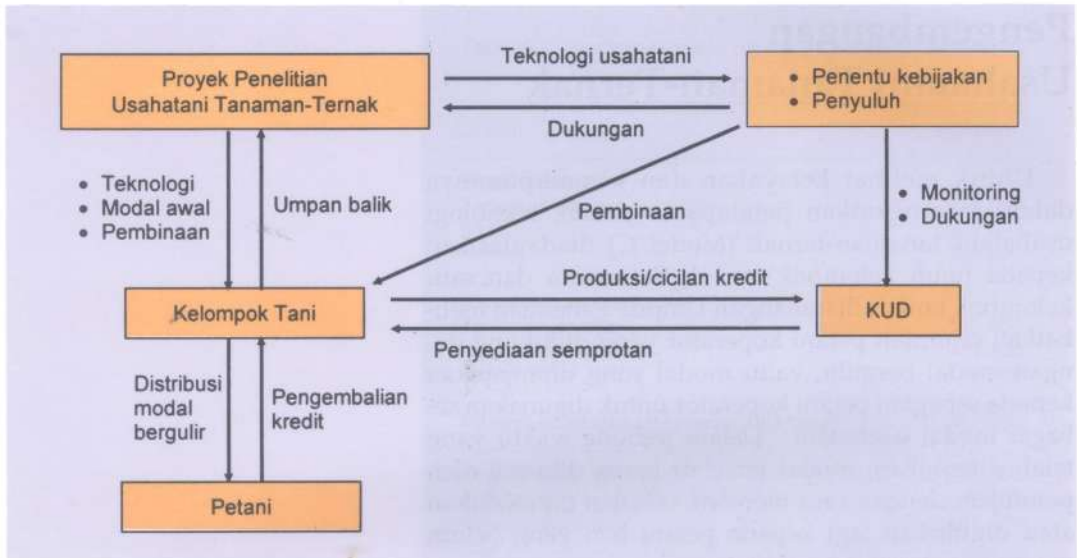 Teknologi usahatani
Proyek Penelitian
Usahatani Tanaman-Ternak
• Penentu kebijakan
• Penyuluh
Dukungan
• Teknologi
• Modal awal
• Pembinaan
Umpan balik
Pembinaan
• Monitoring
• Dukungan
Produksi/cicilan kredit
Kelompok Tani
KUD
Penyediaan semprotan
Distribusi
modal
bergulir
Pengembalian
kredit
Petani